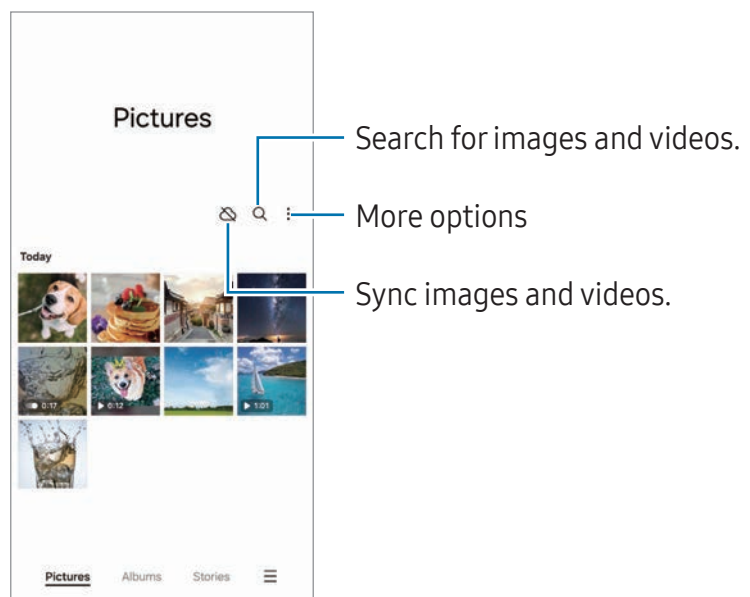 Pictures
Search for images and videos.
More options
Today
Sync images and videos.
0:17
0:12
1:01
Pictures Albums Stories